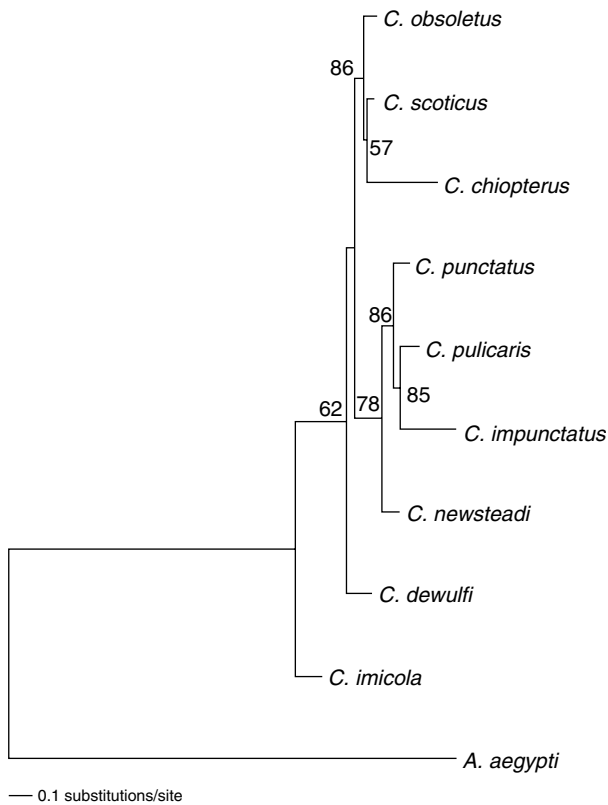 C. obsoletus
86
C. scoticus
57
C. chiopterus
C. punctatus
86
C. pulicaris
85
62
78
C. impunctatus
C. newsteadi
C. dewulfi
C. imicola
A. aegypti
0.1 substitutions/site